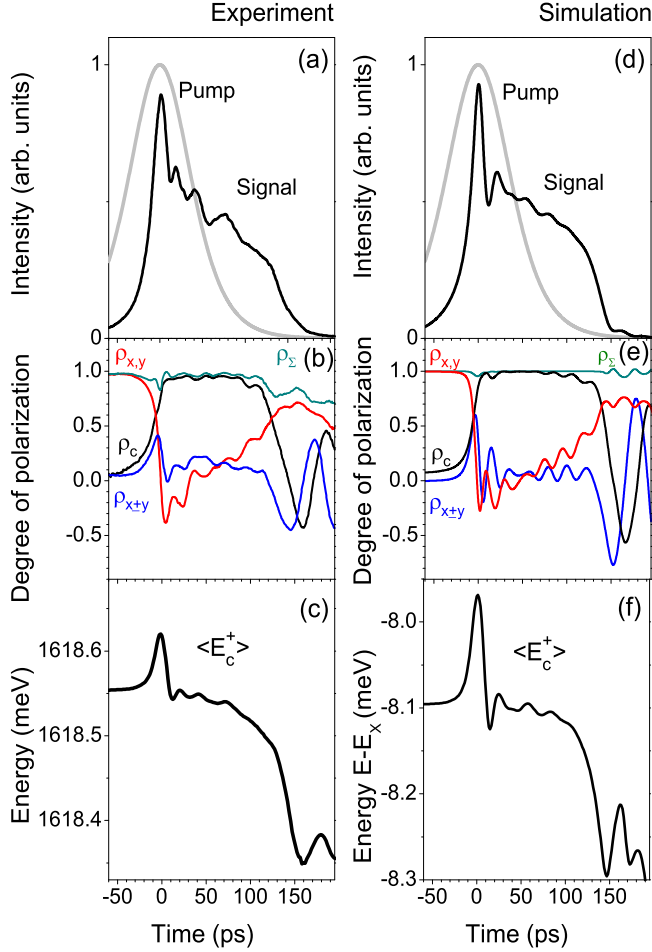 Experiment Simulation
(a) (d)
1 1
Pump Pump
Signal Signal
Intensity (arb. units) Intensity (arb. units)
0 0
ρx,y ρΣ (b) ρx,y ρΣ (e)
1.0 1.0
0.5 0.5
ρc ρc
0.0 0.0
ρx±y ρx±y
-0.5 -0.5
Degree of polarization Degree of polarization
(c) (f)
<E_c^+> <E_c^+>
1618.6 -8.0
1618.5 -8.1
1618.4 -8.2
-8.3
Energy (meV) Energy E-E_X (meV)
-50 0 50 100 150 -50 0 50 100 150
Time (ps) Time (ps)